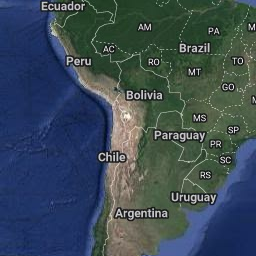 Ecuador
AM
PA
Brazil
AC
RO
TO
Peru
MT
GO
Bolivia
MS
SP
Paraguay
PR
SC
Chile
RS
Uruguay
Argentina